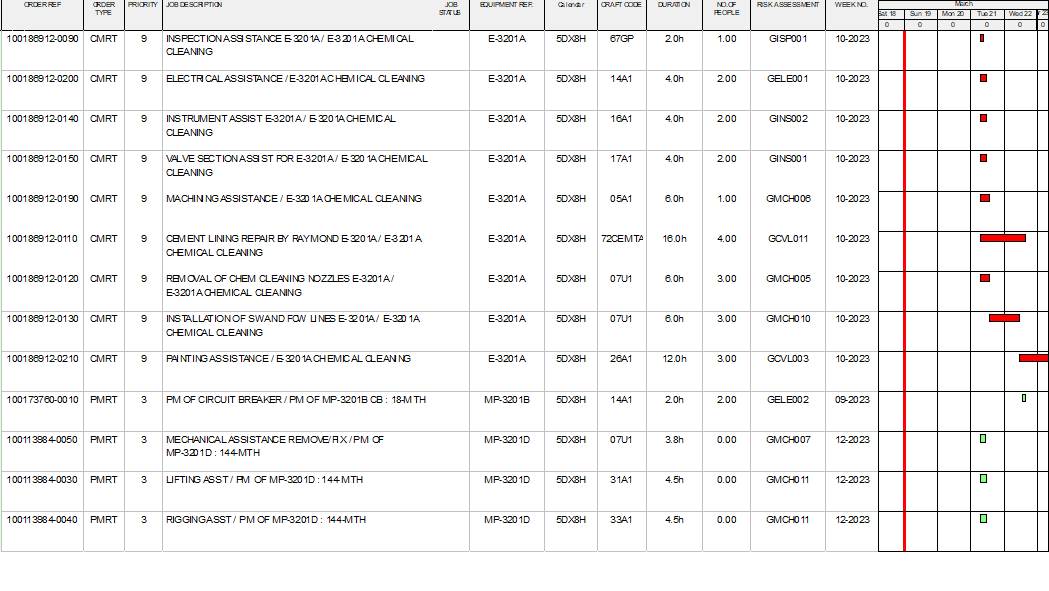 ORDER REF ORDER TYPE PRIORITY JOB DESCRIPTION JOB STATUS EQUIPMENT REF. Calendar CRAFT CODE DURATION NO.OF PEOPLE RISK ASSESSMENT WEEK NO. March
Sat 18 Sun 19 Mon 20 Tue 21 Wed 22
0 0 0 0 0 0
100186912-0090 CMRT 9 INSPECTION ASSISTANCE E-3201A / E-3201A CHEMICAL E-3201A 5DX8H 67GP 2.0h 1.00 GISP001 10-2023
CLEANING
100186912-0200 CMRT 9 ELECTRICAL ASSISTANCE / E-3201A CHEMICAL CLEANING E-3201A 5DX8H 14A1 4.0h 2.00 GELE001 10-2023
100186912-0140 CMRT 9 INSTRUMENT ASSIST E-3201A / E-3201A CHEMICAL E-3201A 5DX8H 16A1 4.0h 2.00 GINS002 10-2023
CLEANING
100186912-0150 CMRT 9 VALVE SECTION ASSIST FOR E-3201A / E-3201A CHEMICAL E-3201A 5DX8H 17A1 4.0h 2.00 GINS001 10-2023
CLEANING
100186912-0190 CMRT 9 MACHINING ASSISTANCE / E-3201A CHEMICAL CLEANING E-3201A 5DX8H 05A1 6.0h 1.00 GMCH006 10-2023
100186912-0110 CMRT 9 CEMENT LINING REPAIR BY RAYMOND E-3201A / E-3201A E-3201A 5DX8H 72CEMTA 16.0h 4.00 GCVL011 10-2023
CHEMICAL CLEANING
100186912-0120 CMRT 9 REMOVAL OF CHEM CLEANING NOZZLES E-3201A / E-3201A 5DX8H 07U1 6.0h 3.00 GMCH005 10-2023
E-3201A CHEMICAL CLEANING
100186912-0130 CMRT 9 INSTALLATION OF SW AND FOW LINES E-3201A / E-3201A E-3201A 5DX8H 07U1 6.0h 3.00 GMCH010 10-2023
CHEMICAL CLEANING
100186912-0210 CMRT 9 PAINTING ASSISTANCE / E-3201A CHEMICAL CLEANING E-3201A 5DX8H 26A1 12.0h 3.00 GCVL003 10-2023
100173760-0010 PMRT 3 PM OF CIRCUIT BREAKER / PM OF MP-3201B CB : 18-MTH MP-3201B 5DX8H 14A1 2.0h 2.00 GELE002 09-2023
100113984-0050 PMRT 3 MECHANICAL ASSISTANCE REMOVE/FIX / PM OF MP-3201D 5DX8H 07U1 3.8h 0.00 GMCH007 12-2023
MP-3201D : 144-MTH
100113984-0030 PMRT 3 LIFTING ASST / PM OF MP-3201D : 144-MTH MP-3201D 5DX8H 31A1 4.5h 0.00 GMCH011 12-2023
100113984-0040 PMRT 3 RIGGING ASST / PM OF MP-3201D : 144-MTH MP-3201D 5DX8H 33A1 4.5h 0.00 GMCH011 12-2023